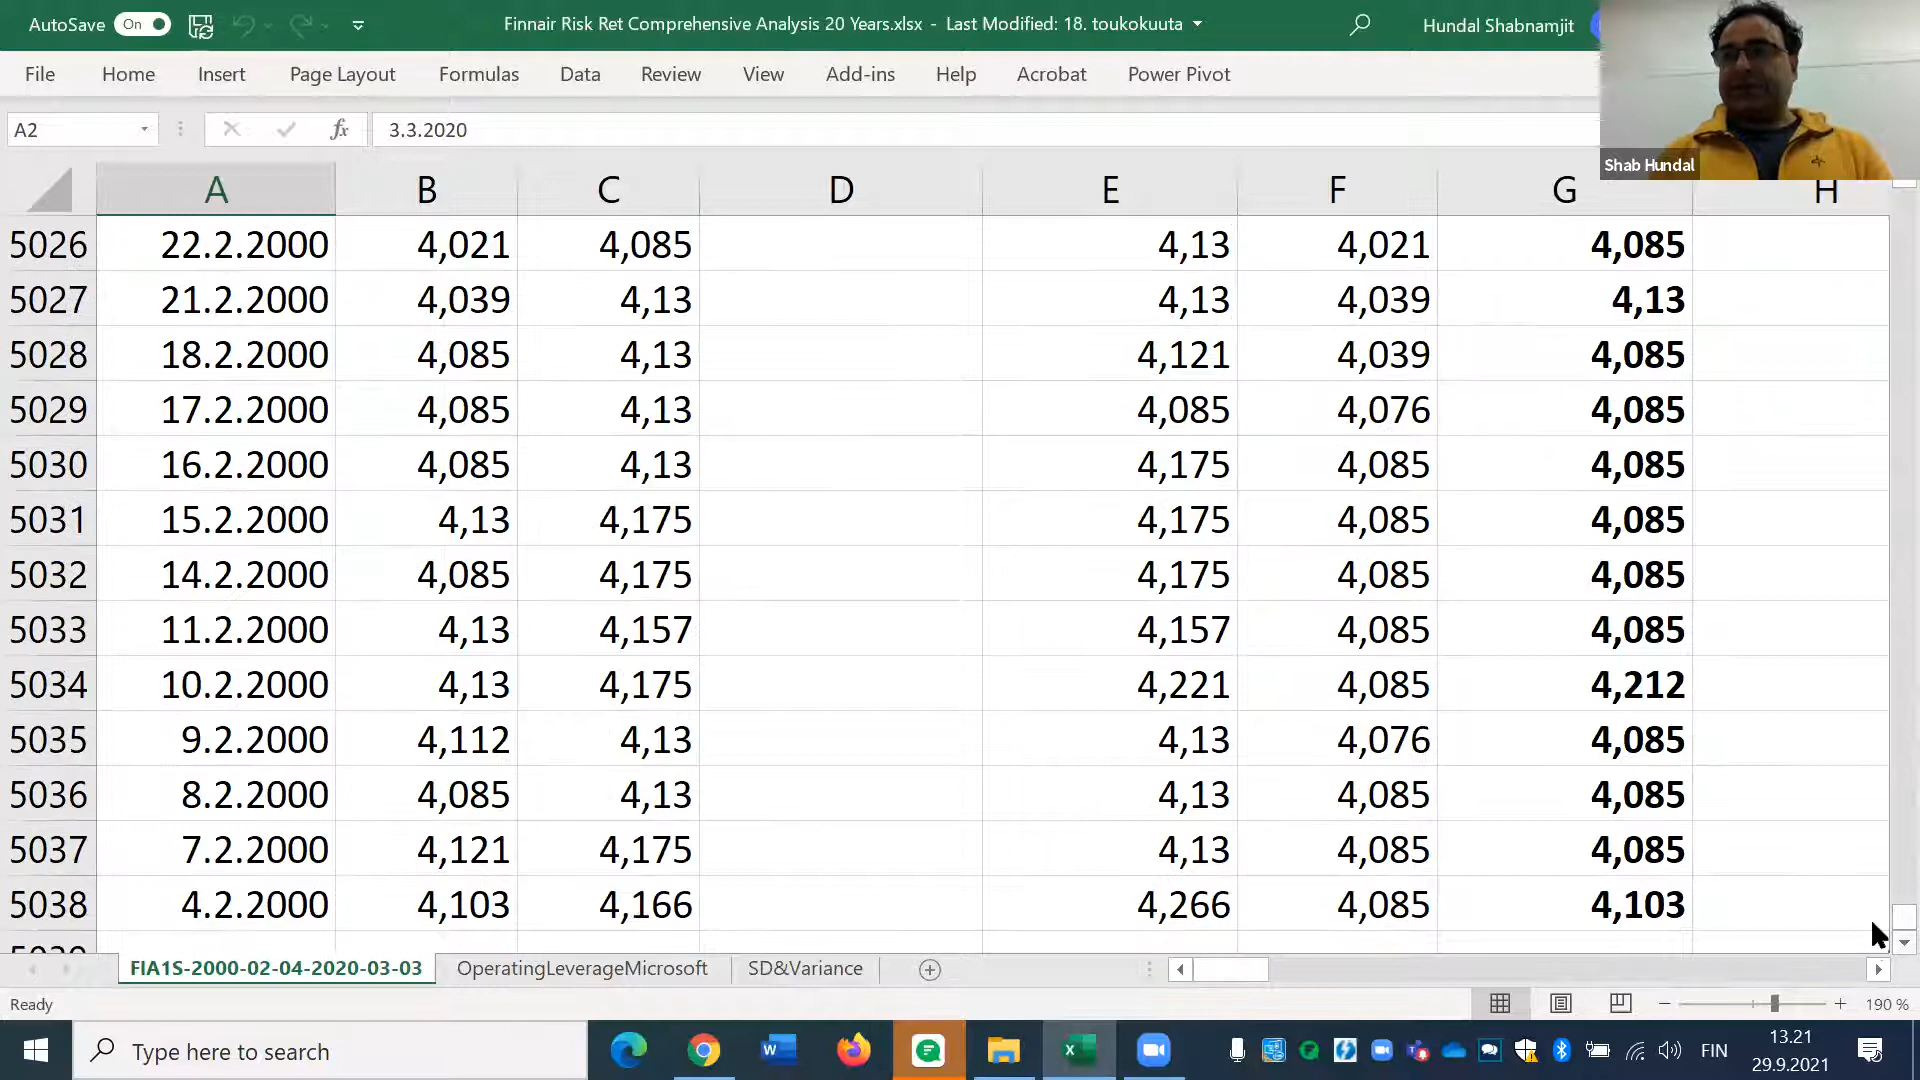 AutoSave On Finnair Risk Ret Comprehensive Analysis 20 Years.xlsx - Last Modified: 18. toukokuuta Hundal Shabnamjit
File Home Insert Page Layout Formulas Data Review View Add-ins Help Acrobat Power Pivot
A2 fx 3.3.2020
Shab Hundal
A B C D E F G H
5026 22.2.2000 4,021 4,085 4,13 4,021 4,085
5027 21.2.2000 4,039 4,13 4,13 4,039 4,13
5028 18.2.2000 4,085 4,13 4,121 4,039 4,085
5029 17.2.2000 4,085 4,13 4,085 4,076 4,085
5030 16.2.2000 4,085 4,13 4,175 4,085 4,085
5031 15.2.2000 4,13 4,175 4,175 4,085 4,085
5032 14.2.2000 4,085 4,175 4,175 4,085 4,085
5033 11.2.2000 4,13 4,157 4,157 4,085 4,085
5034 10.2.2000 4,13 4,175 4,221 4,085 4,212
5035 9.2.2000 4,112 4,13 4,13 4,076 4,085
5036 8.2.2000 4,085 4,13 4,13 4,085 4,085
5037 7.2.2000 4,121 4,175 4,13 4,085 4,085
5038 4.2.2000 4,103 4,166 4,266 4,085 4,103
FIA1S-2000-02-04-2020-03-03 OperatingLeverageMicrosoft SD&Variance
Ready 190 %
Type here to search FIN 13.21
29.9.2021